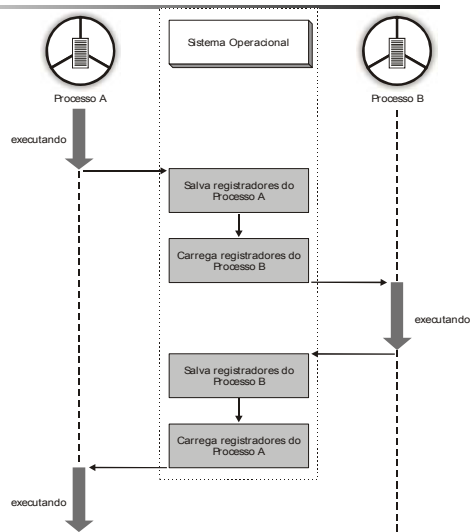 Sistema Operacional
Processo A
Processo B
executando
Salva registradores do
Processo A
Carrega registradores do
Processo B
executando
Salva registradores do
Processo B
Carrega registradores do
Processo A
executando